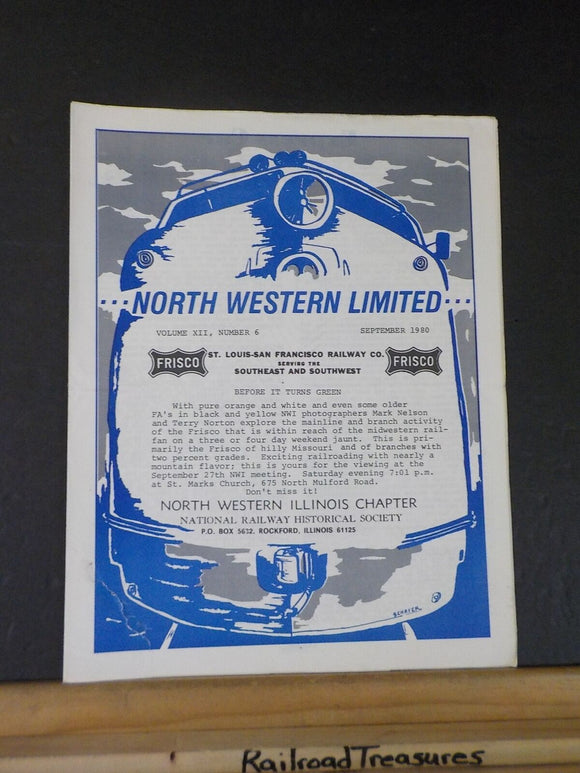 ···NORTH WESTERN LIMITED···
VOLUME XII, NUMBER 6 SEPTEMBER 1980
FRISCO ST. LOUIS-SAN FRANCISCO RAILWAY CO. FRISCO
SERVING THE
SOUTHEAST AND SOUTHWEST
BEFORE IT TURNS GREEN
With pure orange and white and even some older
FA's in black and yellow NWI photographers Mark Nelson
and Terry Norton explore the mainline and branch activity
of the Frisco that is within reach of the midwestern rail-
fan on a three or four day weekend jaunt. This is pri-
marily the Frisco of hilly Missouri and of branches with
two percent grades. Exciting railroading with nearly a
mountain flavor; this is yours for the viewing at the
September 27th NWI meeting. Saturday evening 7:01 p.m.
at St. Marks Church, 675 North Mulford Road.
Don't miss it!
NORTH WESTERN ILLINOIS CHAPTER
NATIONAL RAILWAY HISTORICAL SOCIETY
P.O. BOX 5632, ROCKFORD, ILLINOIS 61125
SCHAFER
RailroadTreasures